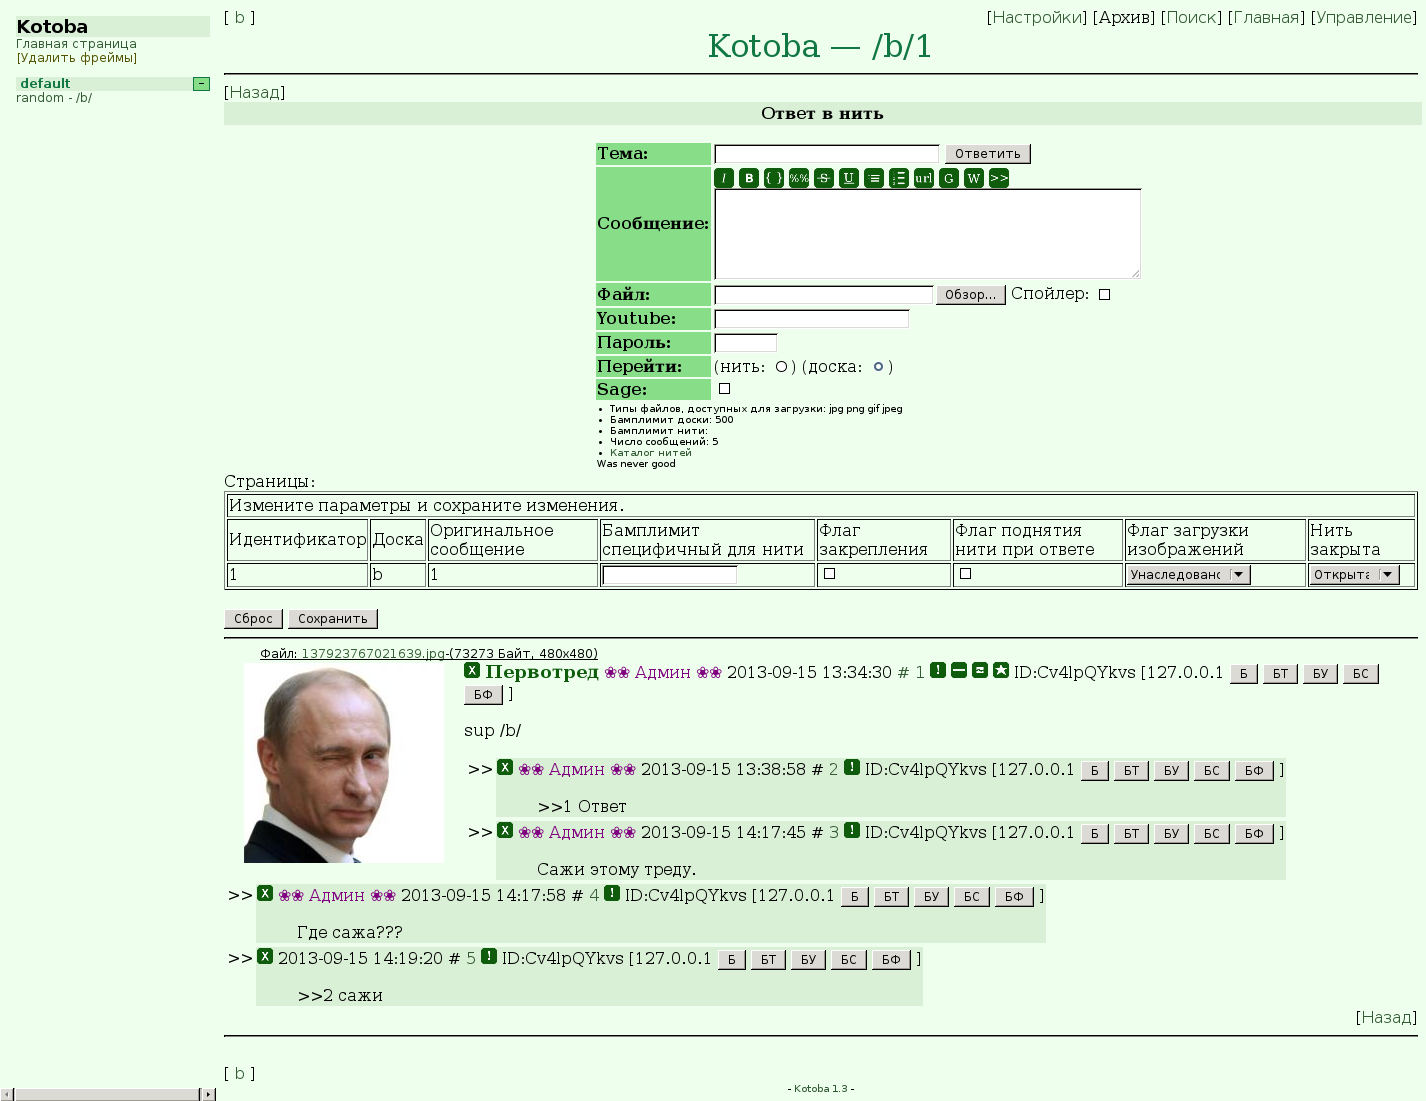 Kotoba
Главная страница
[Удалить фреймы]
default –
random - /b/
[ b ] [Настройки] [Архив] [Поиск] [Главная] [Управление]
Kotoba — /b/1
[Назад]
Ответ в нить
Тема: Ответить
I B { } %% S U url G W >>
Сообщение:
Файл: Обзор... Спойлер:
Youtube:
Пароль:
Перейти: (нить: ) (доска: )
Sage:
• Типы файлов, доступных для загрузки: jpg png gif jpeg
• Бамплимит доски: 500
• Бамплимит нити:
• Число сообщений: 5
• Каталог нитей
Was never good
Страницы:
Измените параметры и сохраните изменения.
Идентификатор Доска Оригинальное сообщение Бамплимит специфичный для нити Флаг закрепления Флаг поднятия нити при ответе Флаг загрузки изображений Нить закрыта
1 b 1 Унаследовано Открыта
Сброс Сохранить
Файл: 137923767021639.jpg-(73273 Байт, 480x480)
X Первотред ❀❀ Админ ❀❀ 2013-09-15 13:34:30 # 1 ! — ≈ ★ ID:Cv4lpQYkvs [127.0.0.1 Б БТ БУ БС
БФ ]
sup /b/
>> X ❀❀ Админ ❀❀ 2013-09-15 13:38:58 # 2 ! ID:Cv4lpQYkvs [127.0.0.1 Б БТ БУ БС БФ ]
>>1 Ответ
>> X ❀❀ Админ ❀❀ 2013-09-15 14:17:45 # 3 ! ID:Cv4lpQYkvs [127.0.0.1 Б БТ БУ БС БФ ]
Сажи этому треду.
>> X ❀❀ Админ ❀❀ 2013-09-15 14:17:58 # 4 ! ID:Cv4lpQYkvs [127.0.0.1 Б БТ БУ БС БФ ]
Где сажа???
>> X 2013-09-15 14:19:20 # 5 ! ID:Cv4lpQYkvs [127.0.0.1 Б БТ БУ БС БФ ]
>>2 сажи
[Назад]
[ b ]
- Kotoba 1.3 -